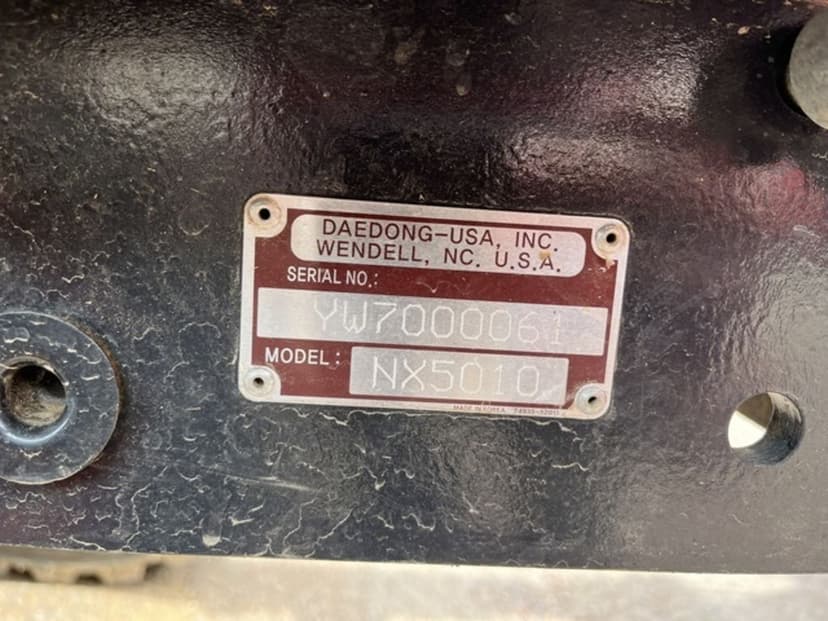 DAEDONG-USA, INC.
WENDELL, NC. U.S.A.
SERIAL NO.:
YW7000061
MODEL:
NX5010
MADE IN KOREA